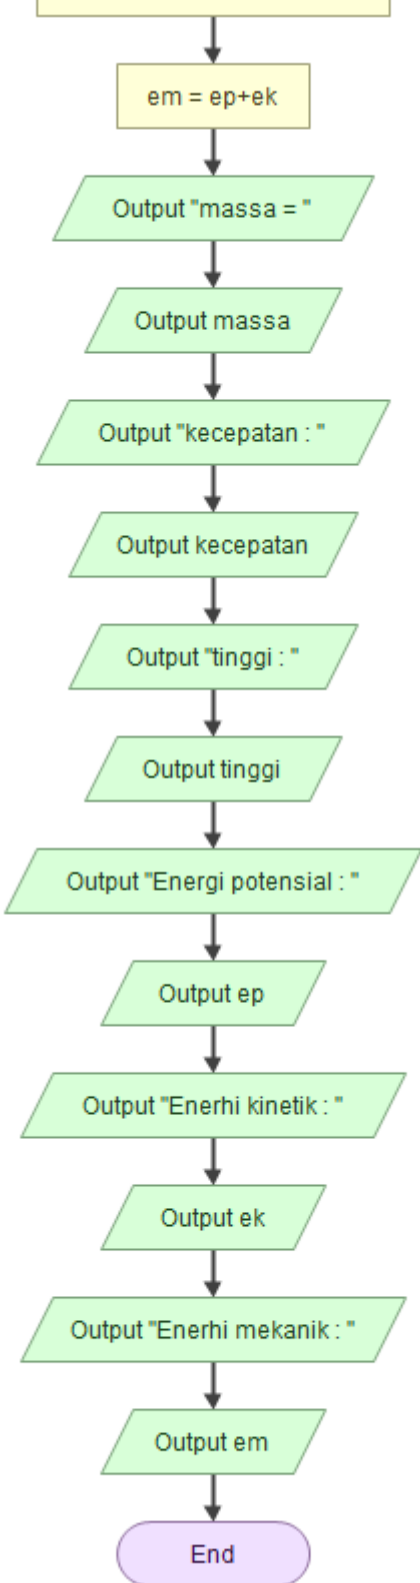 em = ep+ek
Output "massa = "
Output massa
Output "kecepatan : "
Output kecepatan
Output "tinggi : "
Output tinggi
Output "Energi potensial : "
Output ep
Output "Enerhi kinetik : "
Output ek
Output "Enerhi mekanik : "
Output em
End